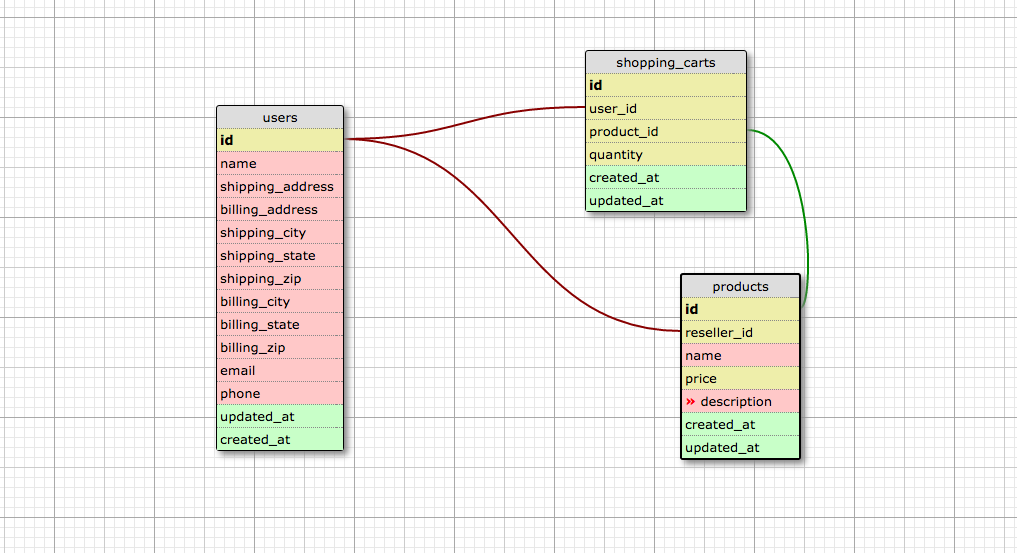 users
id
name
shipping_address
billing_address
shipping_city
shipping_state
shipping_zip
billing_city
billing_state
billing_zip
email
phone
updated_at
created_at
shopping_carts
id
user_id
product_id
quantity
created_at
updated_at
products
id
reseller_id
name
price
» description
created_at
updated_at